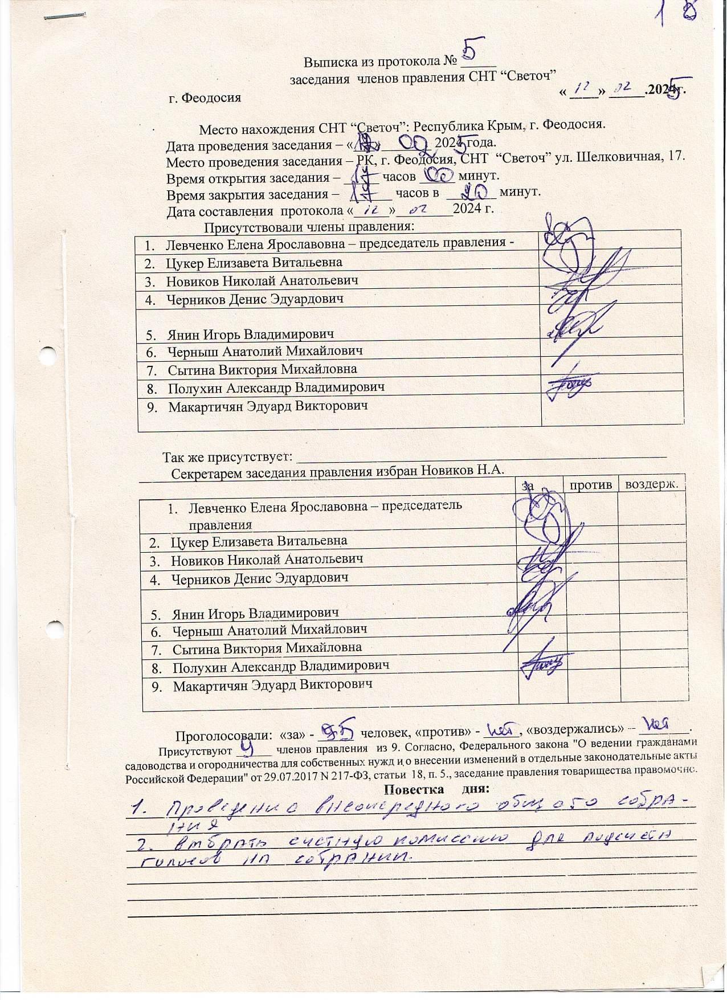 18
Выписка из протокола № 5
заседания членов правления СНТ “Светоч”
г. Феодосия « 12 » 02 .2025г.
Место нахождения СНТ “Светоч”: Республика Крым, г. Феодосия.
Дата проведения заседания – «12» 02 2025 года.
Место проведения заседания – РК, г. Феодосия, СНТ “Светоч” ул. Шелковичная, 17.
Время открытия заседания – 17 часов 00 минут.
Время закрытия заседания – 17 часов в 20 минут.
Дата составления протокола « 12 » 02 2024 г.
Присутствовали члены правления:
1. Левченко Елена Ярославовна – председатель правления -
2. Цукер Елизавета Витальевна
3. Новиков Николай Анатольевич
4. Черников Денис Эдуардович
5. Янин Игорь Владимирович
6. Черныш Анатолий Михайлович
7. Сытина Виктория Михайловна
8. Полухин Александр Владимирович
9. Макартичян Эдуард Викторович
Так же присутствует:
Секретарем заседания правления избран Новиков Н.А.
за против воздерж.
1. Левченко Елена Ярославовна – председатель
правления
2. Цукер Елизавета Витальевна
3. Новиков Николай Анатольевич
4. Черников Денис Эдуардович
5. Янин Игорь Владимирович
6. Черныш Анатолий Михайлович
7. Сытина Виктория Михайловна
8. Полухин Александр Владимирович
9. Макартичян Эдуард Викторович
Проголосовали: «за» - 5 человек, «против» - нет, «воздержались» – нет.
Присутствуют членов правления из 9. Согласно, Федерального закона "О ведении гражданами
садоводства и огородничества для собственных нужд и о внесении изменений в отдельные законодательные акты
Российской Федерации" от 29.07.2017 N 217-ФЗ, статьи 18, п. 5., заседание правления товарищества правомочно.
Повестка дня:
1. Проведение внеочередного общего собра-
ния
2. Выбрать счетную комиссию для подсчета
голосов на собрании.